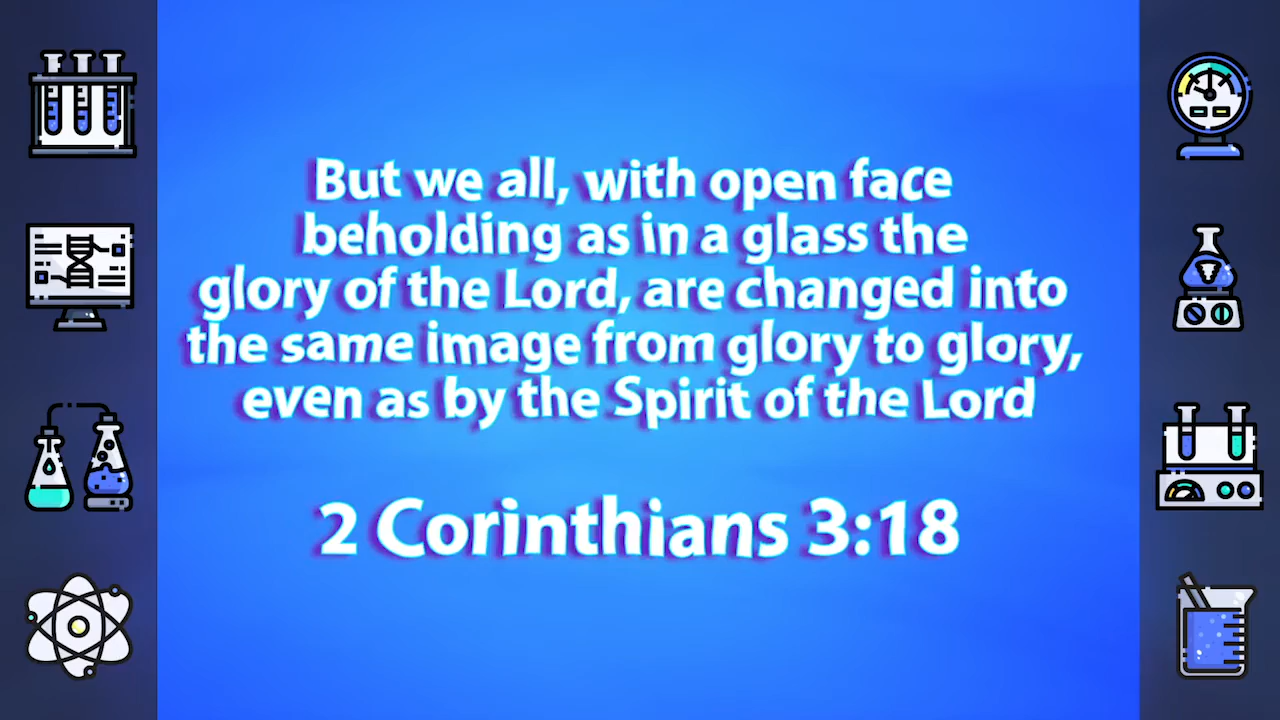 But we all, with open face
beholding as in a glass the
glory of the Lord, are changed into
the same image from glory to glory,
even as by the Spirit of the Lord
2 Corinthians 3:18